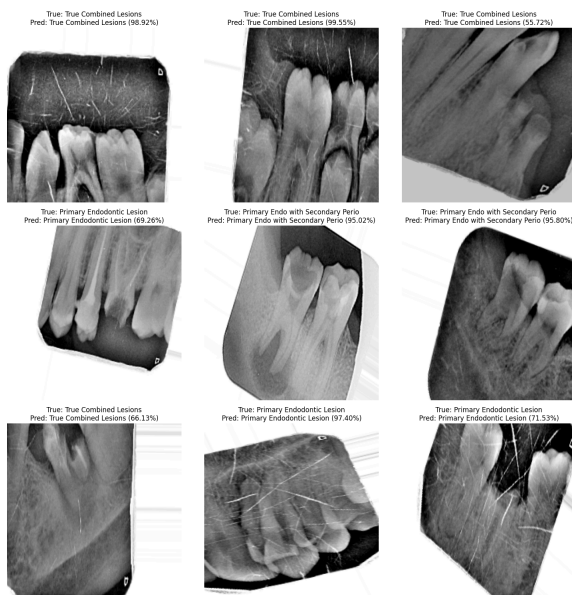 True: True Combined Lesions
Pred: True Combined Lesions (98.92%)
True: True Combined Lesions
Pred: True Combined Lesions (99.55%)
True: True Combined Lesions
Pred: True Combined Lesions (55.72%)
True: Primary Endodontic Lesion
Pred: Primary Endodontic Lesion (69.26%)
True: Primary Endo with Secondary Perio
Pred: Primary Endo with Secondary Perio (95.02%)
True: Primary Endo with Secondary Perio
Pred: Primary Endo with Secondary Perio (95.80%)
True: True Combined Lesions
Pred: True Combined Lesions (66.13%)
True: Primary Endodontic Lesion
Pred: Primary Endodontic Lesion (97.40%)
True: Primary Endodontic Lesion
Pred: Primary Endodontic Lesion (71.53%)